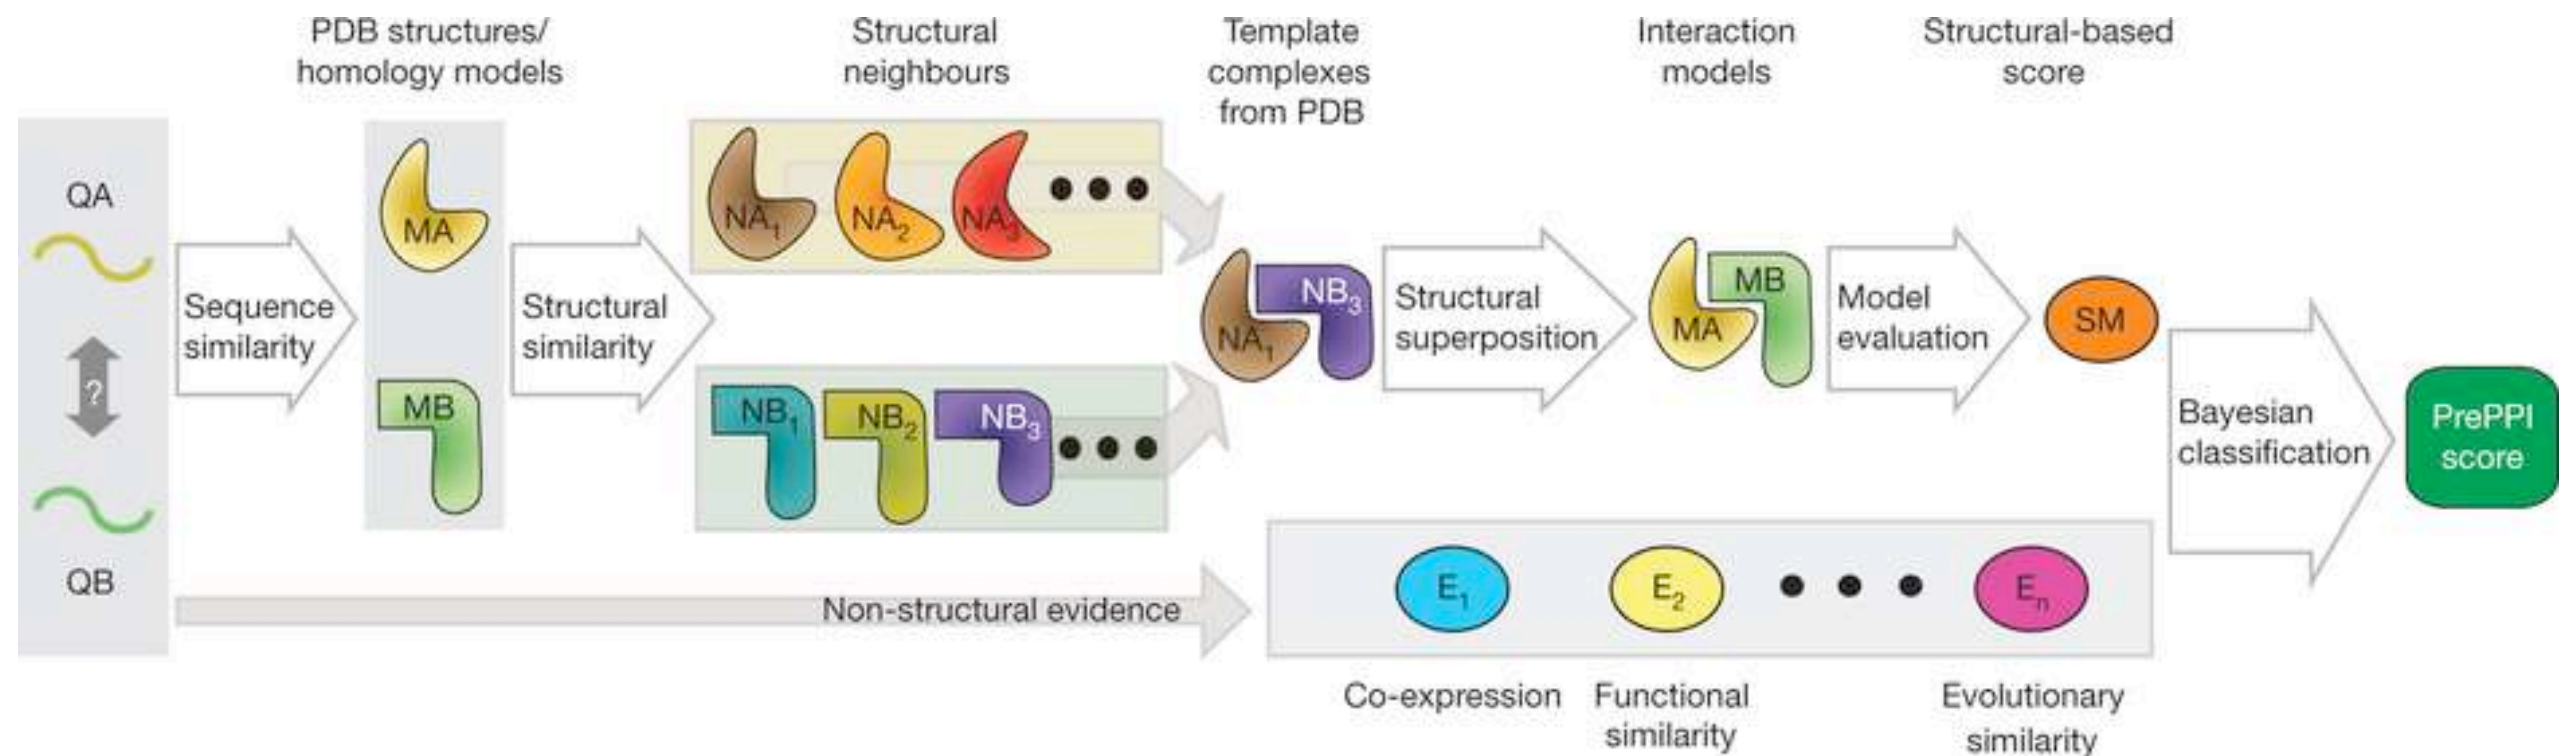 PDB structures/
homology models
Structural
neighbours
Template
complexes
from PDB
Interaction
models
Structural-based
score
QA
?
QB
Sequence
similarity
MA
MB
Structural
similarity
NA1
NA2
NA3
NB1
NB2
NB3
NA1
NB3
Structural
superposition
MA
MB
Model
evaluation
SM
Bayesian
classification
PrePPI
score
Non-structural evidence
E1
E2
En
Co-expression
Functional
similarity
Evolutionary
similarity